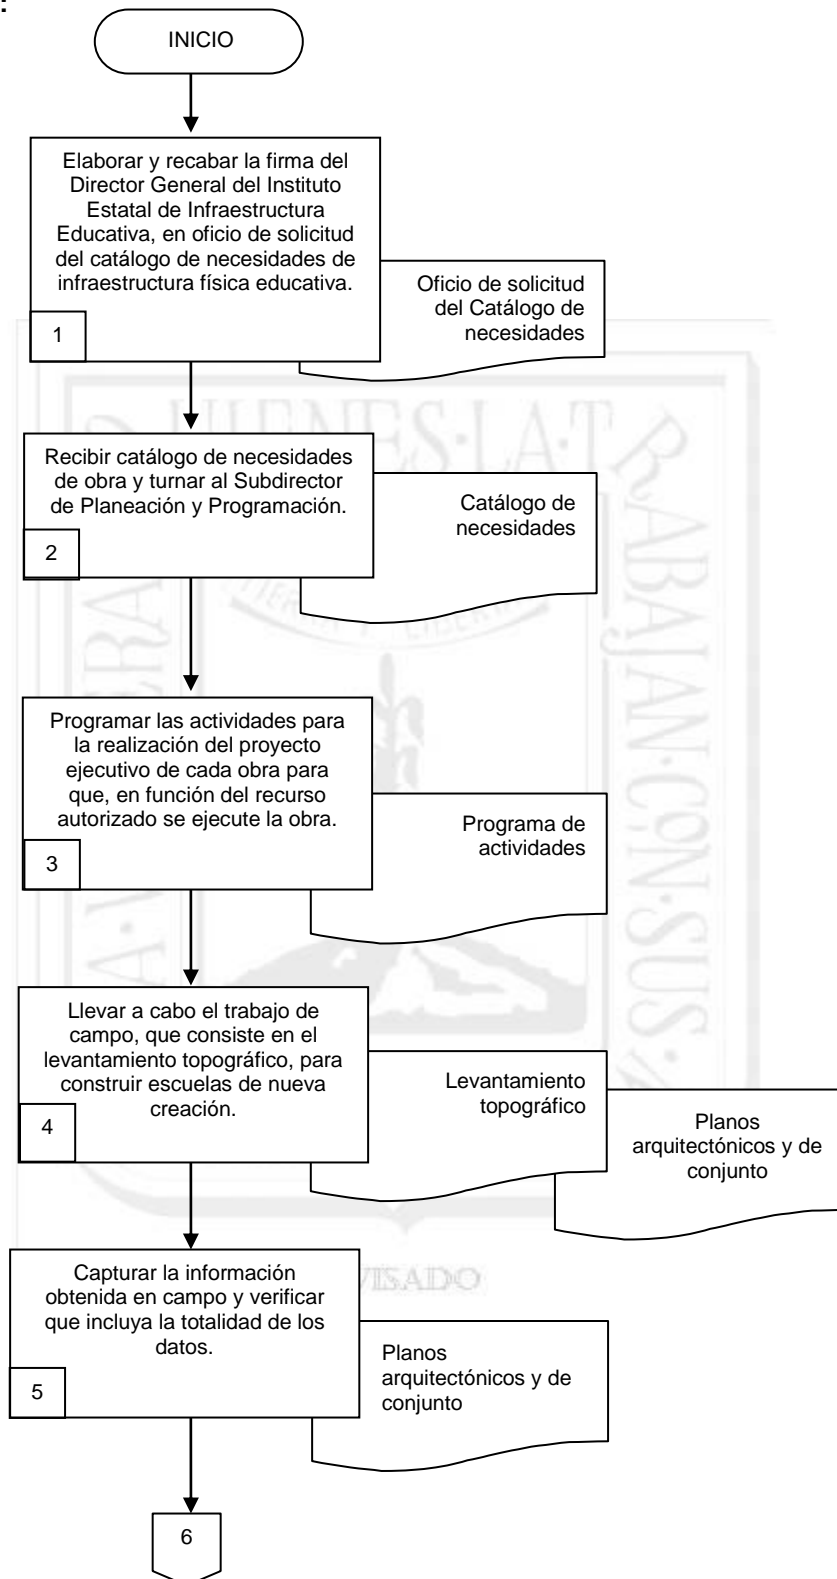 :
INICIO
Elaborar y recabar la firma del
Director General del Instituto
Estatal de Infraestructura
Educativa, en oficio de solicitud
del catálogo de necesidades de
infraestructura física educativa.
1
Oficio de solicitud
del Catálogo de
necesidades
Recibir catálogo de necesidades
de obra y turnar al Subdirector
de Planeación y Programación.
2
Catálogo de
necesidades
Programar las actividades para
la realización del proyecto
ejecutivo de cada obra para
que, en función del recurso
autorizado se ejecute la obra.
3
Programa de
actividades
Llevar a cabo el trabajo de
campo, que consiste en el
levantamiento topográfico, para
construir escuelas de nueva
creación.
4
Levantamiento
topográfico
Planos
arquitectónicos y de
conjunto
Capturar la información
obtenida en campo y verificar
que incluya la totalidad de los
datos.
5
Planos
arquitectónicos y de
conjunto
6